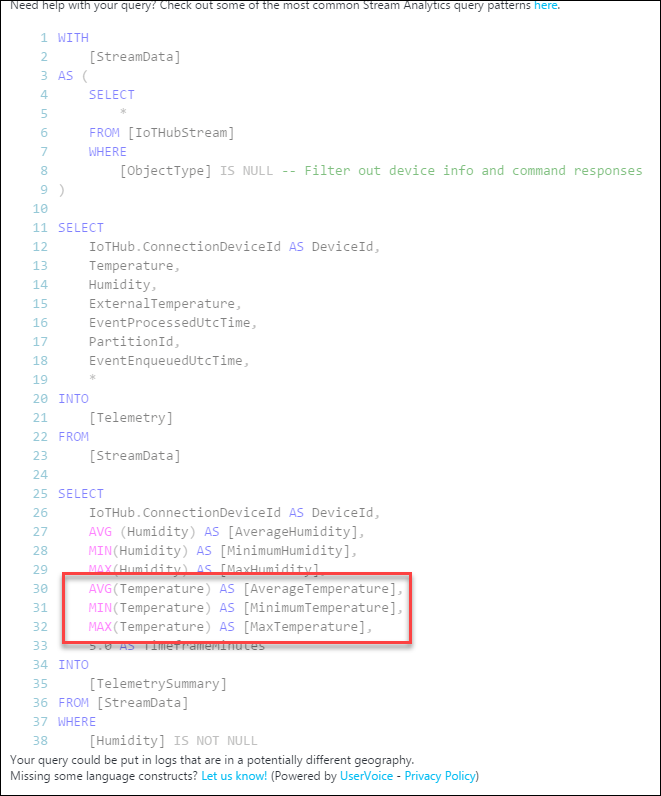 Need help with your query? Check out some of the most common Stream Analytics query patterns here.
1 WITH
2 [StreamData]
3 AS (
4 SELECT
5 *
6 FROM [IoTHubStream]
7 WHERE
8 [ObjectType] IS NULL -- Filter out device info and command responses
9 )
10
11 SELECT
12 IoTHub.ConnectionDeviceId AS DeviceId,
13 Temperature,
14 Humidity,
15 ExternalTemperature,
16 EventProcessedUtcTime,
17 PartitionId,
18 EventEnqueuedUtcTime,
19 *
20 INTO
21 [Telemetry]
22 FROM
23 [StreamData]
24
25 SELECT
26 IoTHub.ConnectionDeviceId AS DeviceId,
27 AVG (Humidity) AS [AverageHumidity],
28 MIN(Humidity) AS [MinimumHumidity],
29 MAX(Humidity) AS [MaxHumidity],
30 AVG(Temperature) AS [AverageTemperature],
31 MIN(Temperature) AS [MinimumTemperature],
32 MAX(Temperature) AS [MaxTemperature],
33 5.0 AS TimeframeMinutes
34 INTO
35 [TelemetrySummary]
36 FROM [StreamData]
37 WHERE
38 [Humidity] IS NOT NULL
Your query could be put in logs that are in a potentially different geography.
Missing some language constructs? Let us know! (Powered by UserVoice - Privacy Policy)